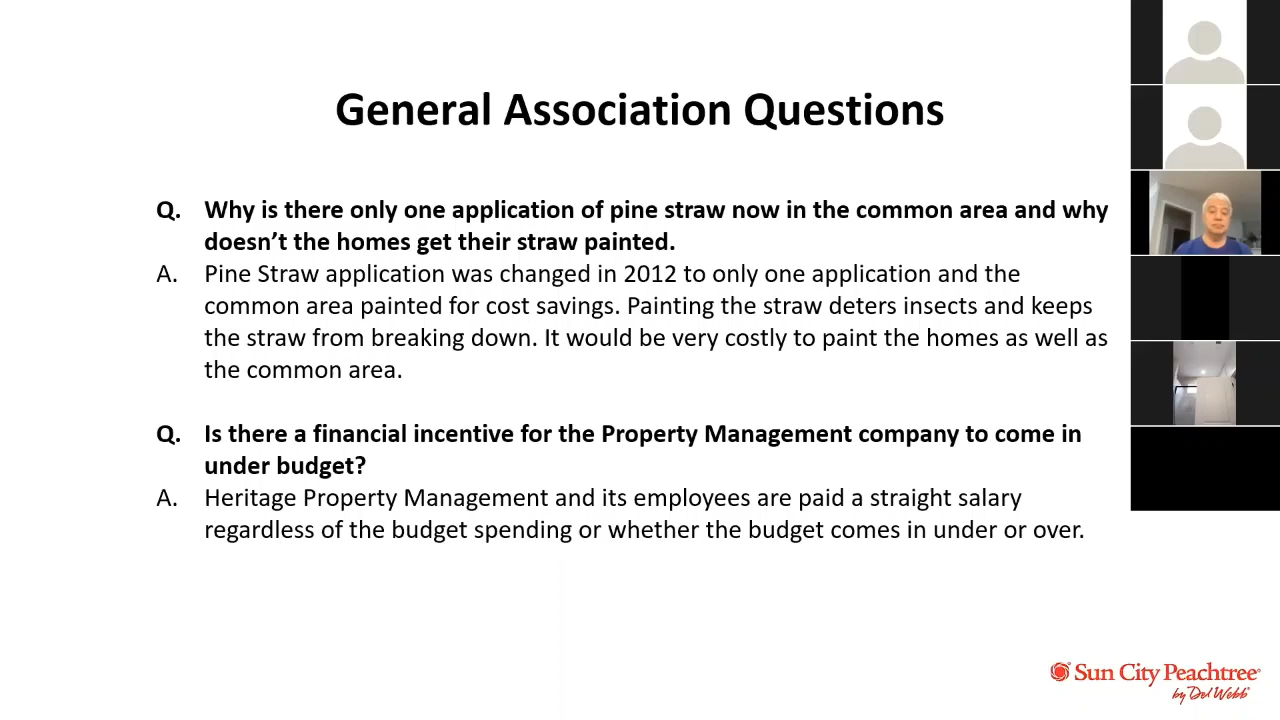 General Association Questions
Q. Why is there only one application of pine straw now in the common area and why
doesn’t the homes get their straw painted.
A. Pine Straw application was changed in 2012 to only one application and the
common area painted for cost savings. Painting the straw deters insects and keeps
the straw from breaking down. It would be very costly to paint the homes as well as
the common area.
Q. Is there a financial incentive for the Property Management company to come in
under budget?
A. Heritage Property Management and its employees are paid a straight salary
regardless of the budget spending or whether the budget comes in under or over.
Sun City Peachtree
by Del Webb